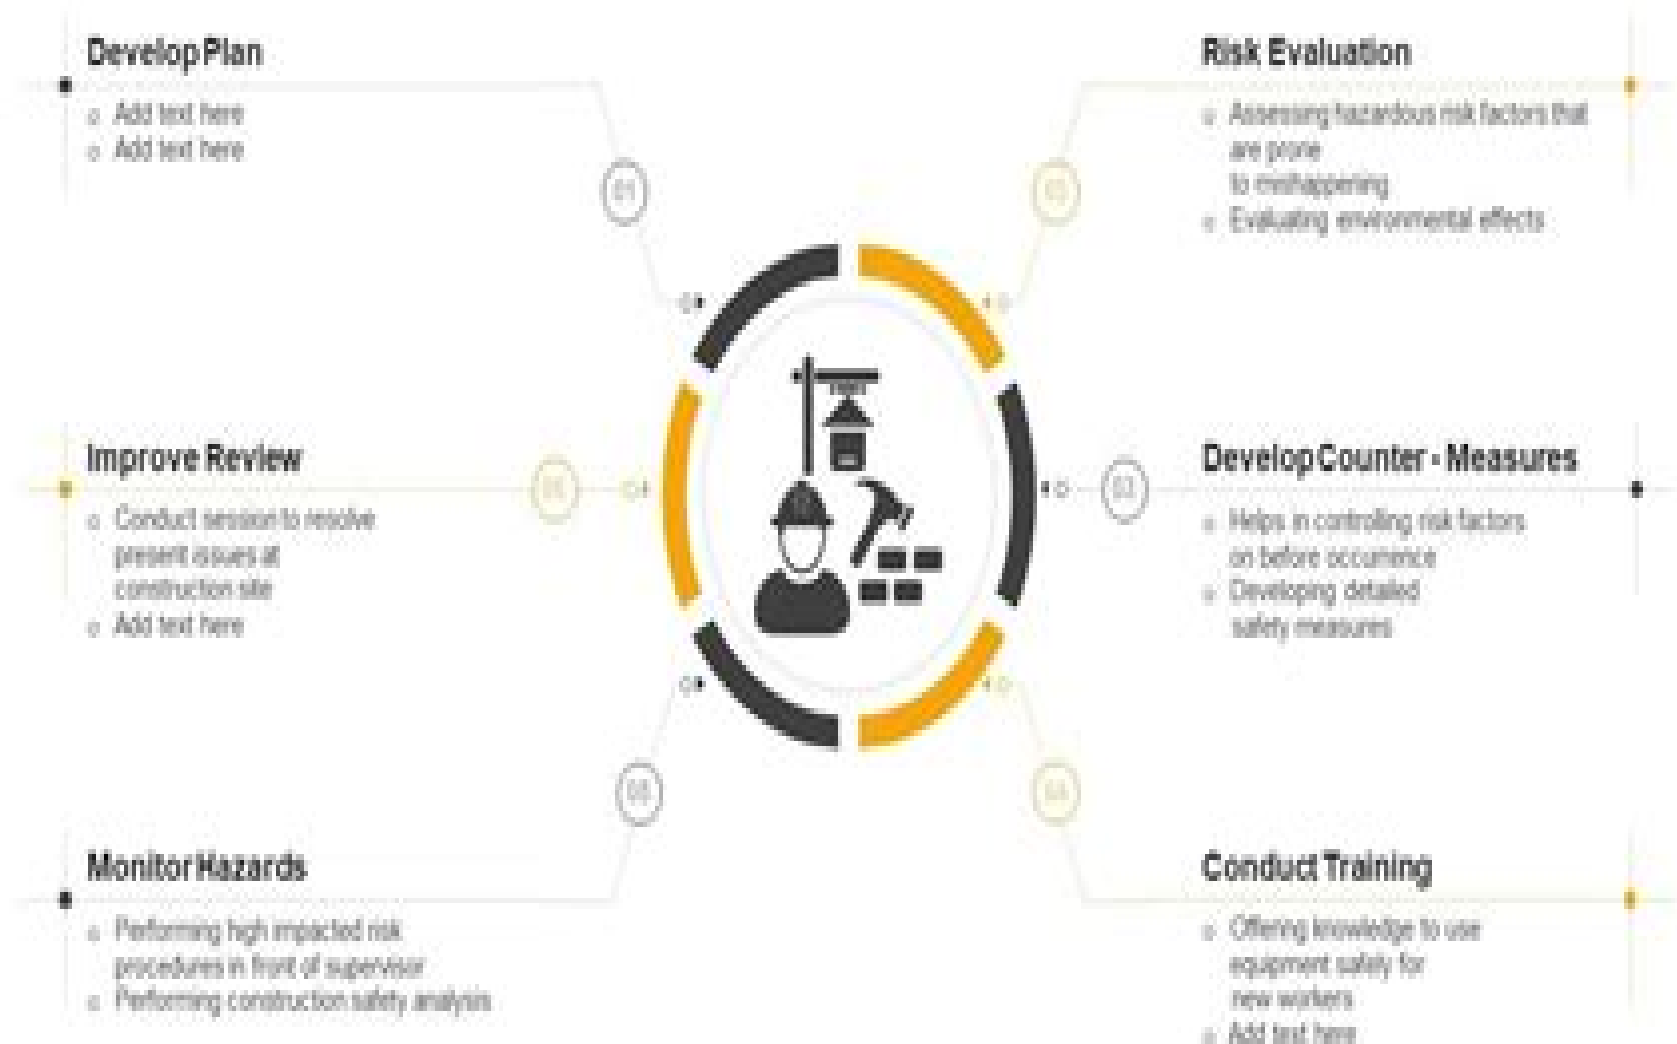 Develop Plan
Add text here
Add text here
01
Risk Evaluation
Assessing hazardous risk factors that
are prone
to mishappening
Evaluating environmental effects
Improve Review
Conduct session to resolve
present issues at
construction site
Add text here
Develop Counter - Measures
Helps in controlling risk factors
on before occurrence
Developing detailed
safety measures
Monitor Hazards
Performing high impacted risk
procedures in front of supervisor
Performing construction safety analysis
Conduct Training
Offering knowledge to use
equipment safely for
new workers
Add text here